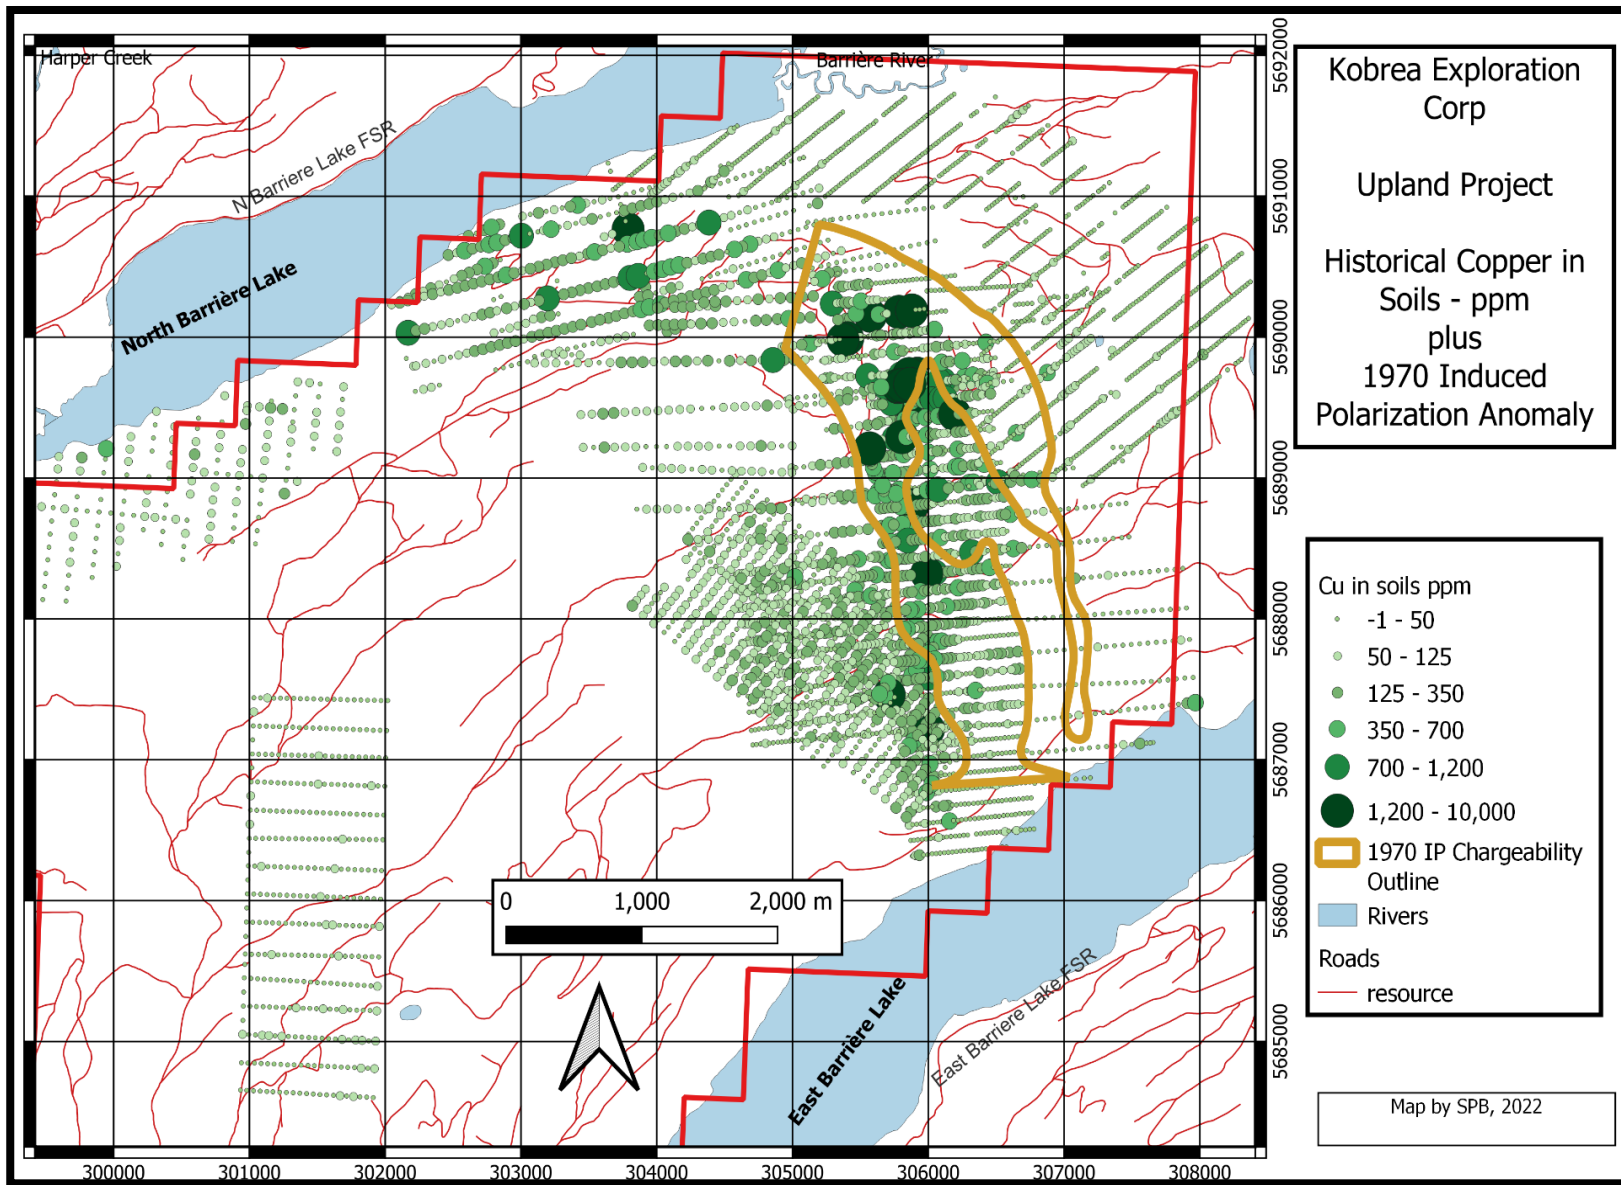 Harper Creek
Barrière River
N Barriere Lake FSR
North Barrière Lake
East Barrière Lake
East Barriere Lake FSR
0 1,000 2,000 m
300000 301000 302000 303000 304000 305000 306000 307000 308000
5692000
5691000
5690000
5689000
5688000
5687000
5686000
5685000
Kobrea Exploration
Corp
Upland Project
Historical Copper in
Soils - ppm
plus
1970 Induced
Polarization Anomaly
Cu in soils ppm
-1 - 50
50 - 125
125 - 350
350 - 700
700 - 1,200
1,200 - 10,000
1970 IP Chargeability
Outline
Rivers
Roads
resource
Map by SPB, 2022